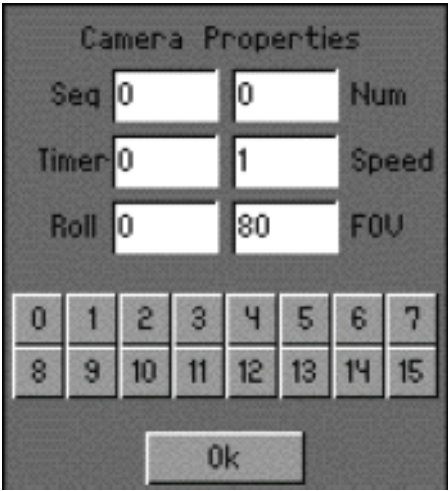 Camera Properties
Seq 0 0 Num
Timer 0 1 Speed
Roll 0 80 FOV
0 1 2 3 4 5 6 7
8 9 10 11 12 13 14 15
Ok